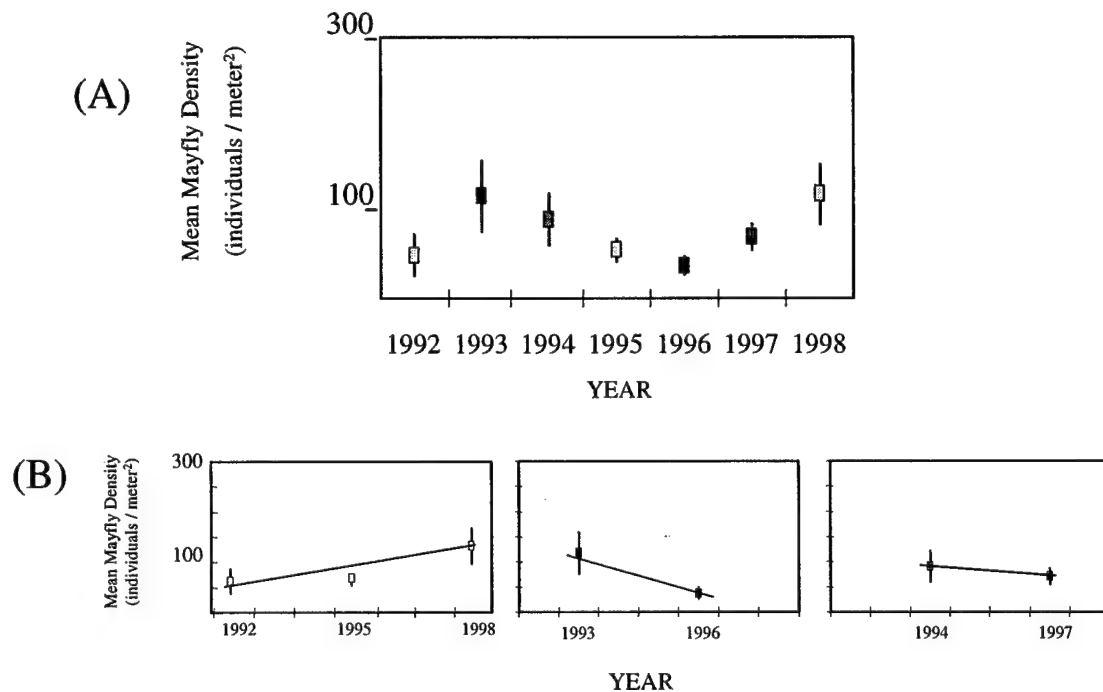 (A)
Mean Mayfly Density
(individuals / meter²)
300
100
1992 1993 1994 1995 1996 1997 1998
YEAR
(B)
Mean Mayfly Density
(individuals / meter²)
300
100
1992 1995 1998 1993 1996 1994 1997
YEAR